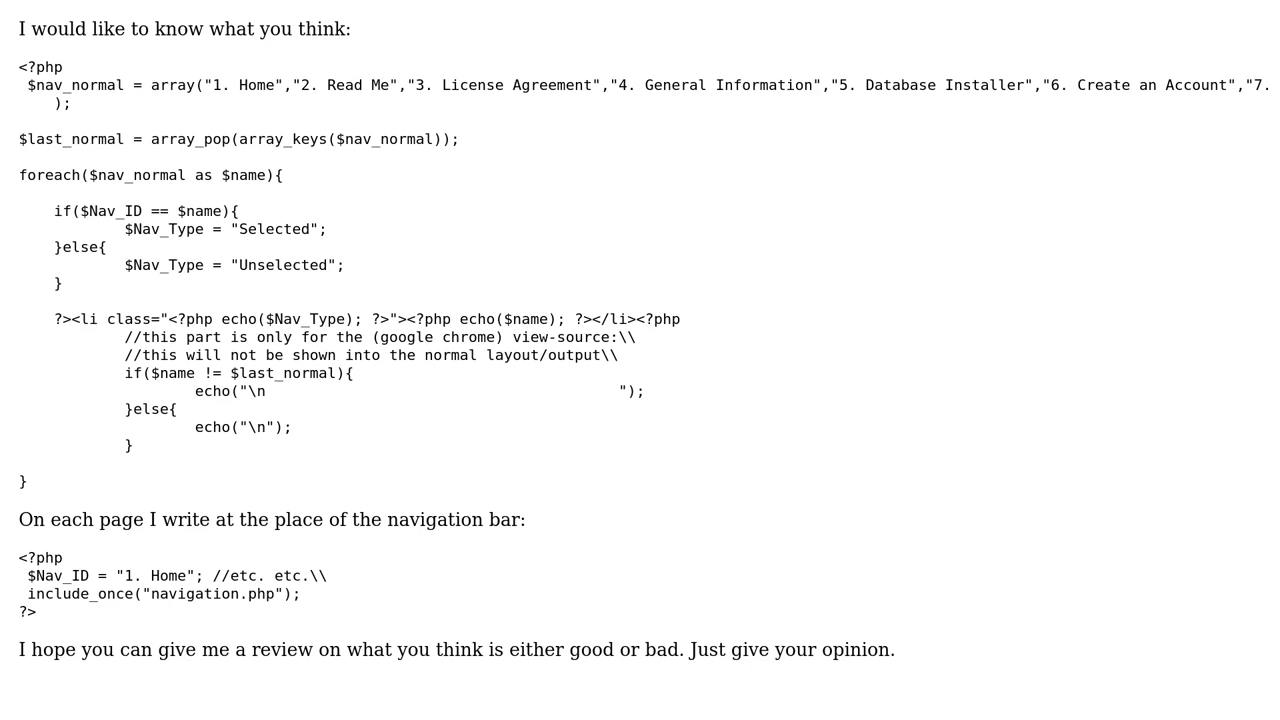 I would like to know what you think:
<?php
 $nav_normal = array("1. Home","2. Read Me","3. License Agreement","4. General Information","5. Database Installer","6. Create an Account","7.
    );
$last_normal = array_pop(array_keys($nav_normal));
foreach($nav_normal as $name){
    if($Nav_ID == $name){
            $Nav_Type = "Selected";
    }else{
            $Nav_Type = "Unselected";
    }
    ?><li class="<?php echo($Nav_Type); ?>"><?php echo($name); ?></li><?php
            //this part is only for the (google chrome) view-source:\\
            //this will not be shown into the normal layout/output\\
            if($name != $last_normal){
                    echo("\n                                        ");
            }else{
                    echo("\n");
            }
}
On each page I write at the place of the navigation bar:
<?php
 $Nav_ID = "1. Home"; //etc. etc.\\
 include_once("navigation.php");
?>
I hope you can give me a review on what you think is either good or bad. Just give your opinion.